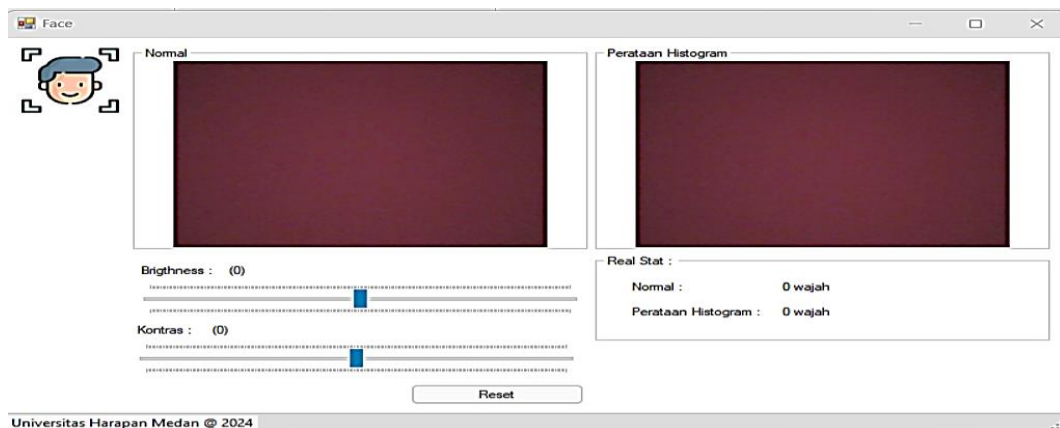 Face
Normal
Perataan Histogram
Brigthness : (0)
Kontras : (0)
Reset
Real Stat :
Normal : 0 wajah
Perataan Histogram : 0 wajah
Universitas Harapan Medan @ 2024